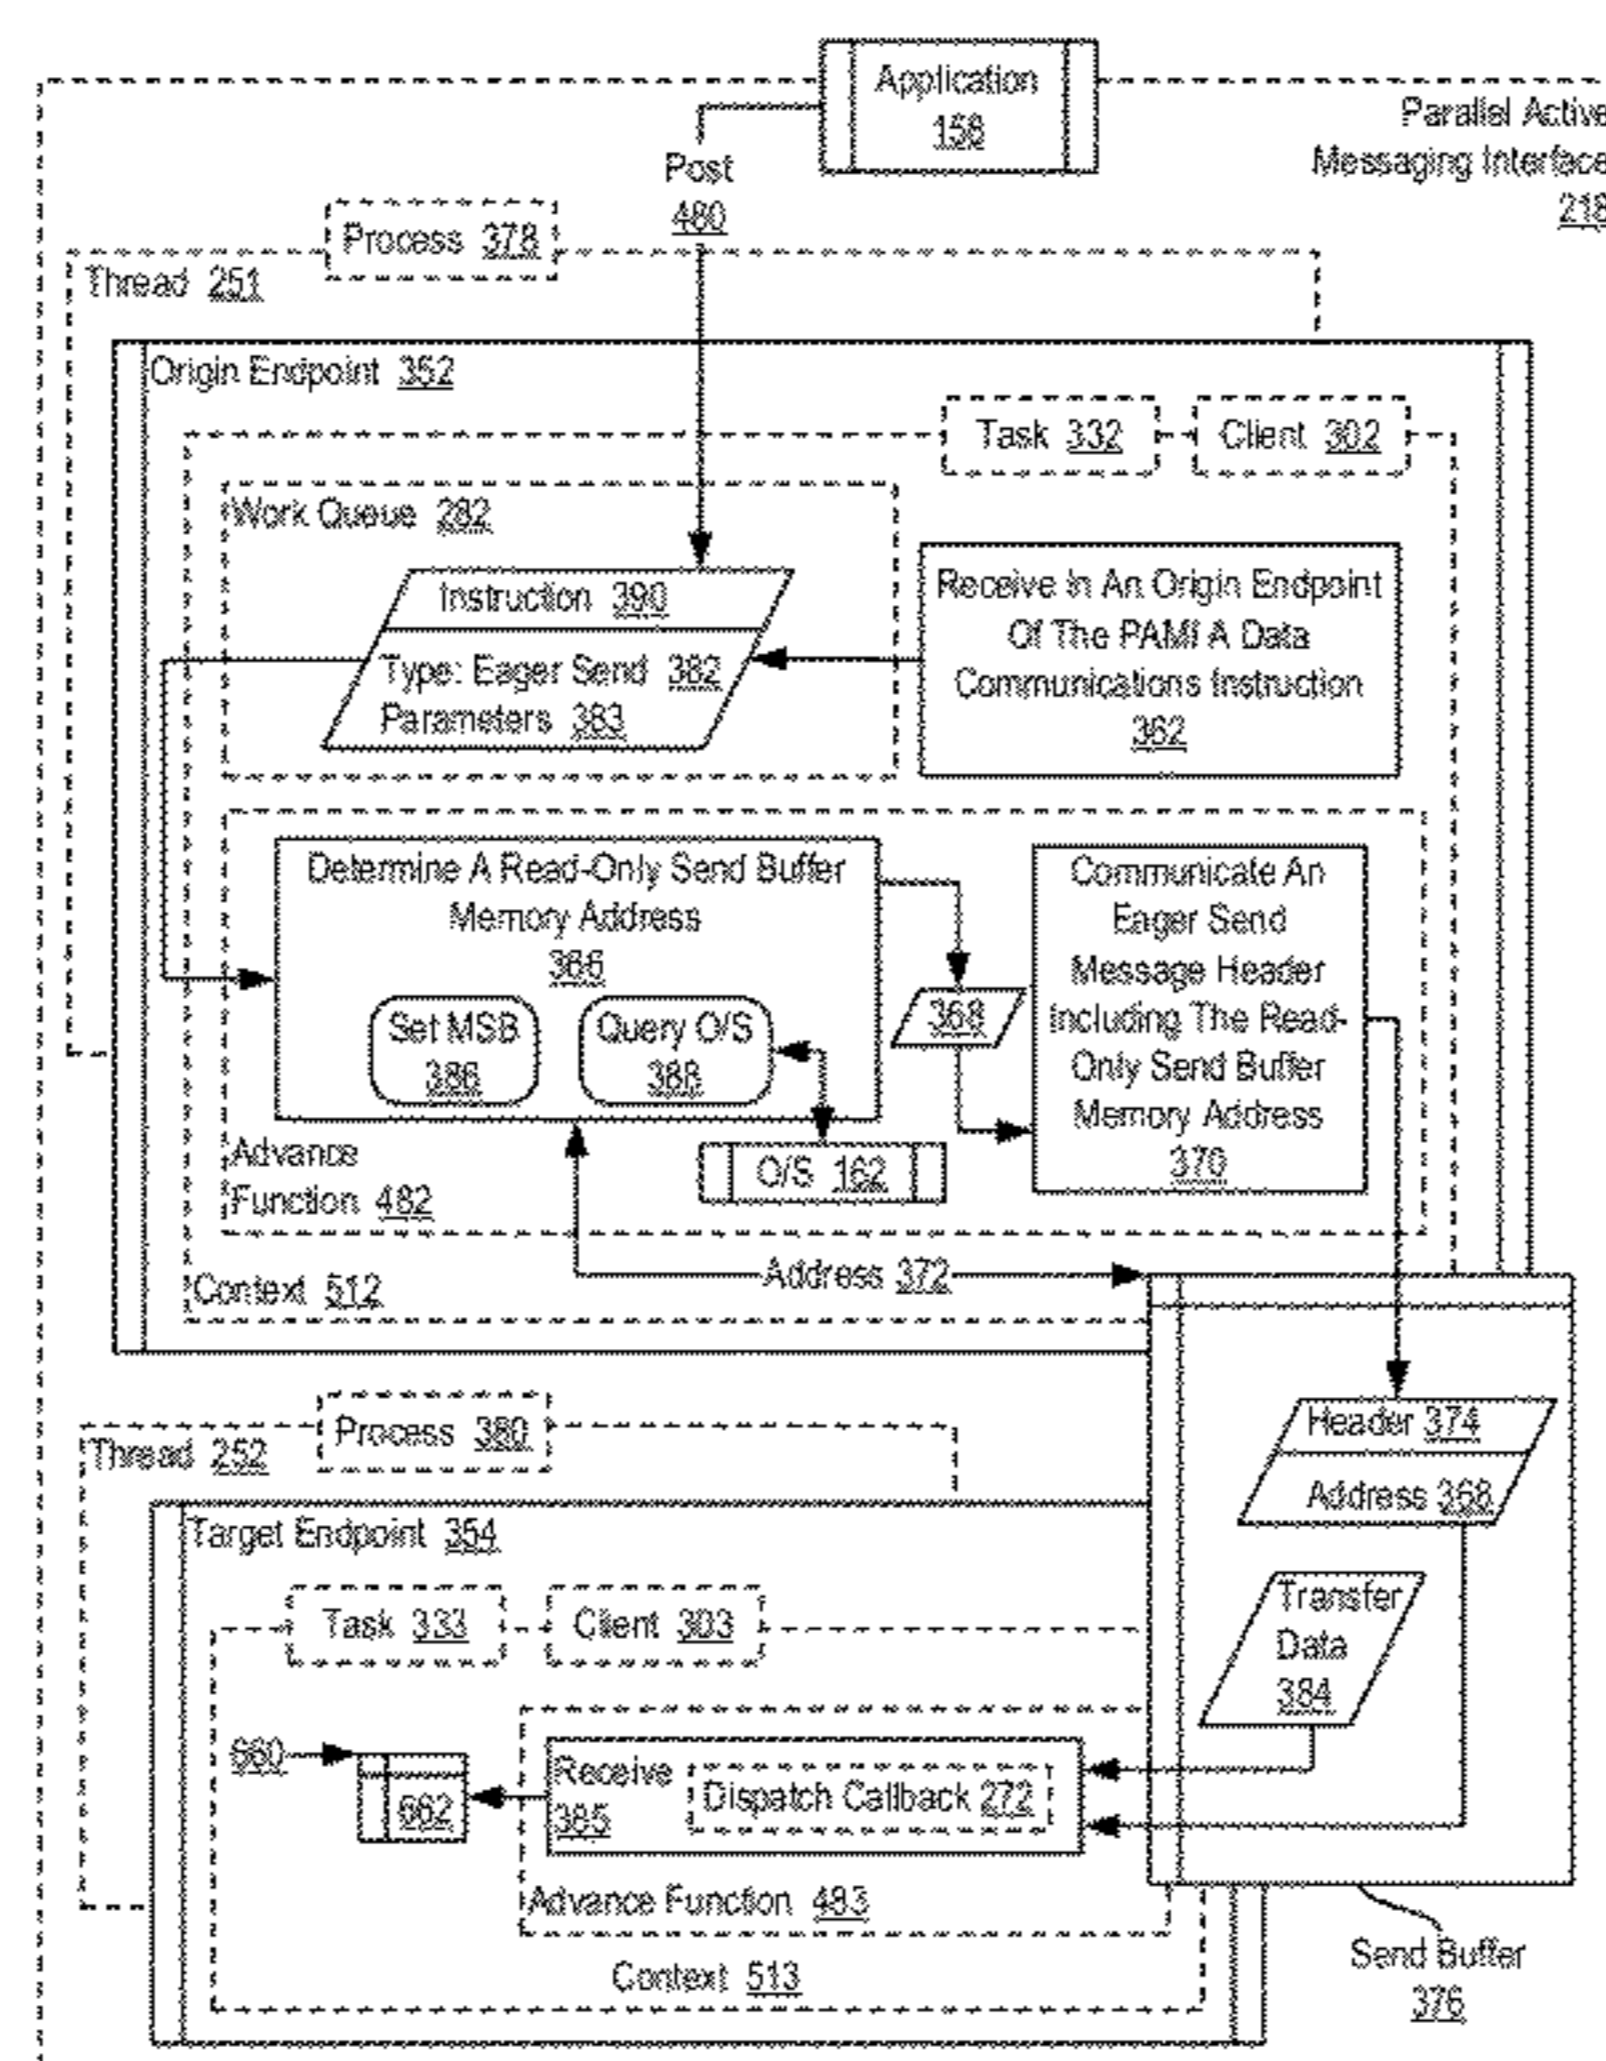 Application
158
Parallel Active
Messaging Interface
218
Post
480
Process 378
Thread 251
Origin Endpoint 352
Task 332
Client 302
Work Queue 282
Instruction 390
Type: Eager Send 382
Parameters 383
Receive In An Origin Endpoint
Of The PAMI A Data
Communications Instruction
362
Determine A Read-Only Send Buffer
Memory Address
366
Set MSB
386
Query O/S
388
368
Communicate An
Eager Send
Message Header
Including The Read-
Only Send Buffer
Memory Address
370
O/S 162
Advance
Function 482
Address 372
Context 512
Process 380
Thread 252
Header 374
Address 368
Target Endpoint 354
Task 333
Client 303
Transfer
Data
384
660
662
Receive
385
Dispatch Callback 272
Advance Function 483
Context 513
Send Buffer
376